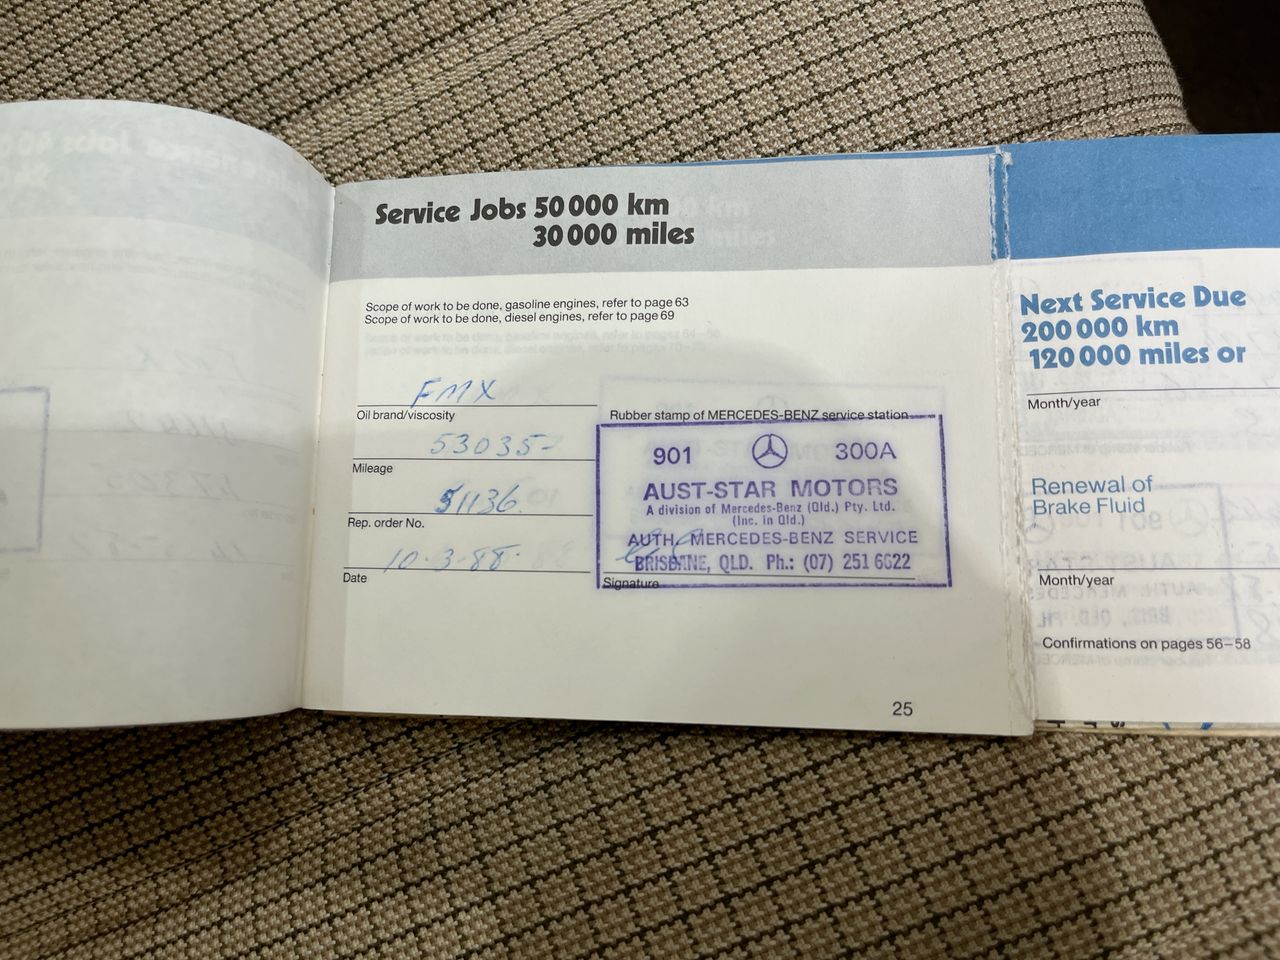 Service Jobs 50 000 km
30 000 miles
Scope of work to be done, gasoline engines, refer to page 63
Scope of work to be done, diesel engines, refer to page 69
FMX
Oil brand/viscosity
53035-
Mileage
51136.
Rep. order No.
10·3·88·
Date
Rubber stamp of MERCEDES-BENZ service station
901 300A
AUST-STAR MOTORS
A division of Mercedes-Benz (Qld.) Pty. Ltd.
(Inc. in Qld.)
AUTH. MERCEDES-BENZ SERVICE
BRISBANE, QLD. Ph.: (07) 251 6622
Signature
25
Next Service Due
200 000 km
120 000 miles or
Month/year
Renewal of
Brake Fluid
Month/year
Confirmations on pages 56–58